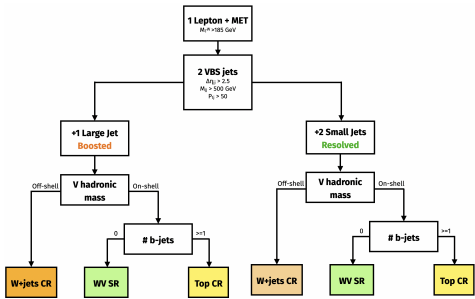 1 Lepton + MET
M_T^W >185 GeV
2 VBS jets
Δη_jj > 2.5
M_jj > 500 GeV
P_Tj > 50
+1 Large Jet
Boosted
+2 Small Jets
Resolved
Off-shell
V hadronic
mass
On-shell
Off-shell
V hadronic
mass
On-shell
0
# b-jets
>=1
0
# b-jets
>=1
W+jets CR
WV SR
Top CR
W+jets CR
WV SR
Top CR